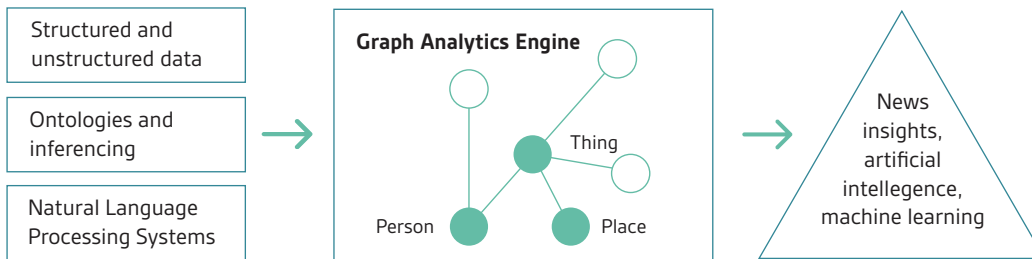 Structured and
unstructured data
Ontologies and
inferencing
Natural Language
Processing Systems
Graph Analytics Engine
Thing
Person
Place
News
insights,
artificial
intellegence,
machine learning